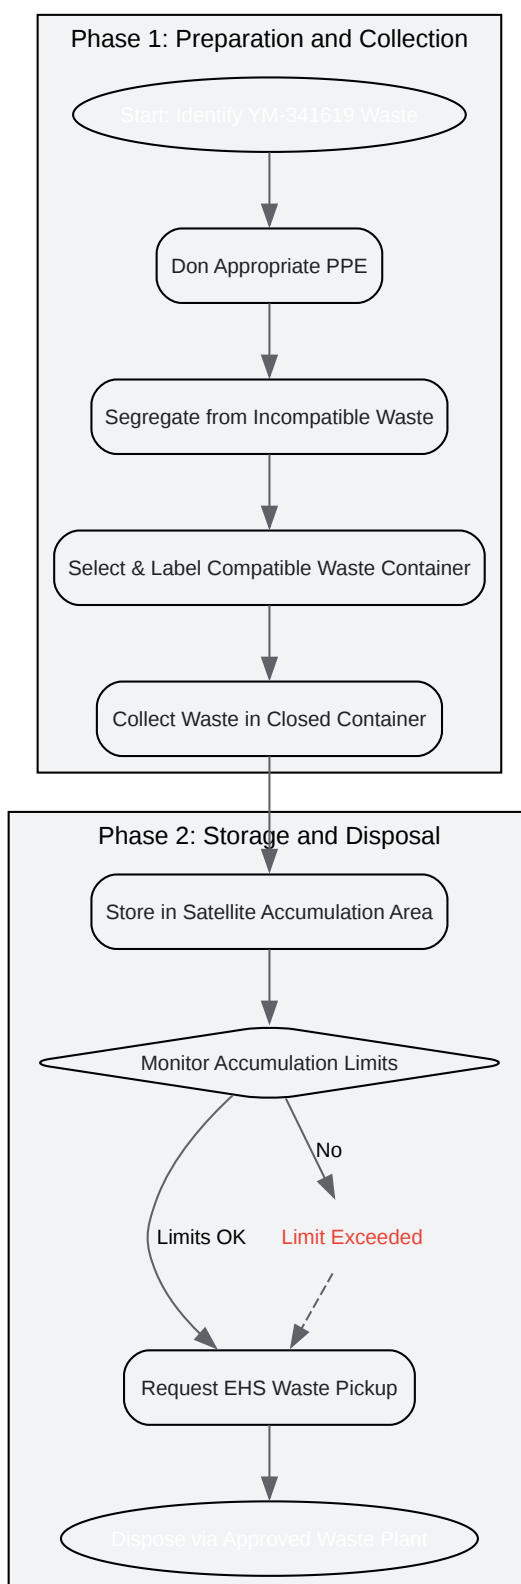 Phase 1: Preparation and Collection
Start: Identify YM-341619 Waste
Don Appropriate PPE
Segregate from Incompatible Waste
Select & Label Compatible Waste Container
Collect Waste in Closed Container
Phase 2: Storage and Disposal
Store in Satellite Accumulation Area
Monitor Accumulation Limits
No
Limits OK
Limit Exceeded
Request EHS Waste Pickup
Dispose via Approved Waste Plant